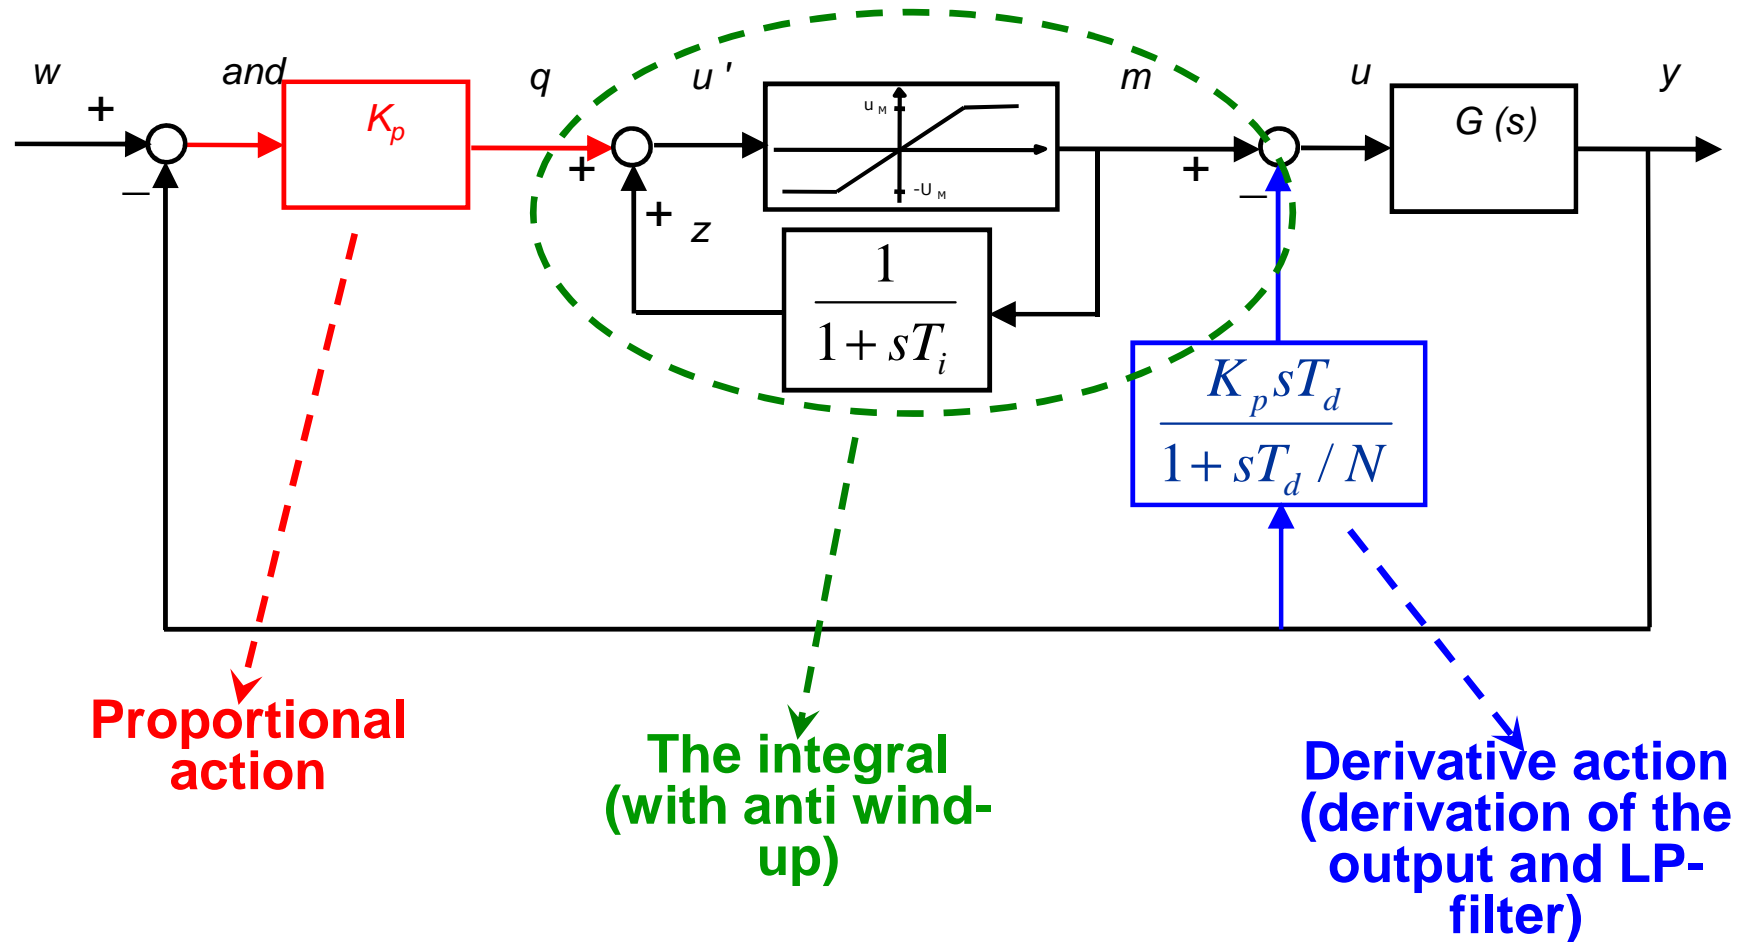 w
and
q
u '
m
u
y
+
K_p
u_M
G (s)
−
+
+
−
-U_M
+
z
1
1 + sT_i
K_p sT_d
1 + sT_d / N
Proportional
action
The integral
(with anti wind-
up)
Derivative action
(derivation of the
output and LP-
filter)